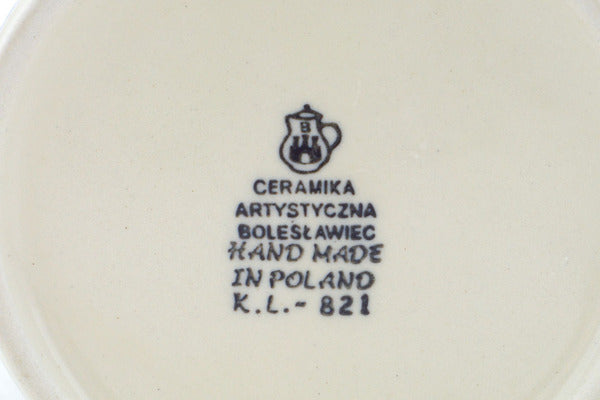 B
CERAMIKA
ARTYSTYCZNA
BOLESŁAWIEC
HAND MADE
IN POLAND
K.L.- 821